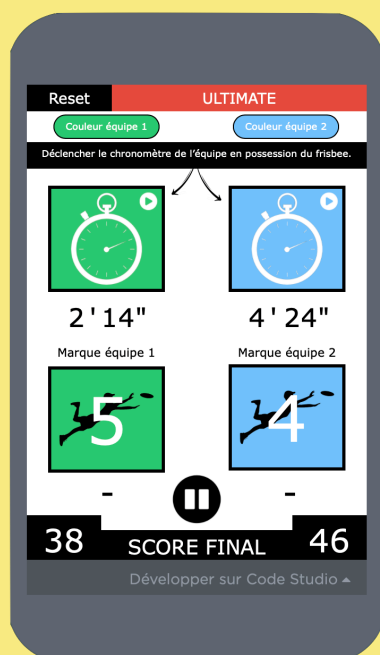 Reset ULTIMATE
Couleur équipe 1 Couleur équipe 2
Déclencher le chronomètre de l'équipe en possession du frisbee.
2'14" 4'24"
Marque équipe 1 Marque équipe 2
5 4
- -
38 SCORE FINAL 46
Développer sur Code Studio ▲